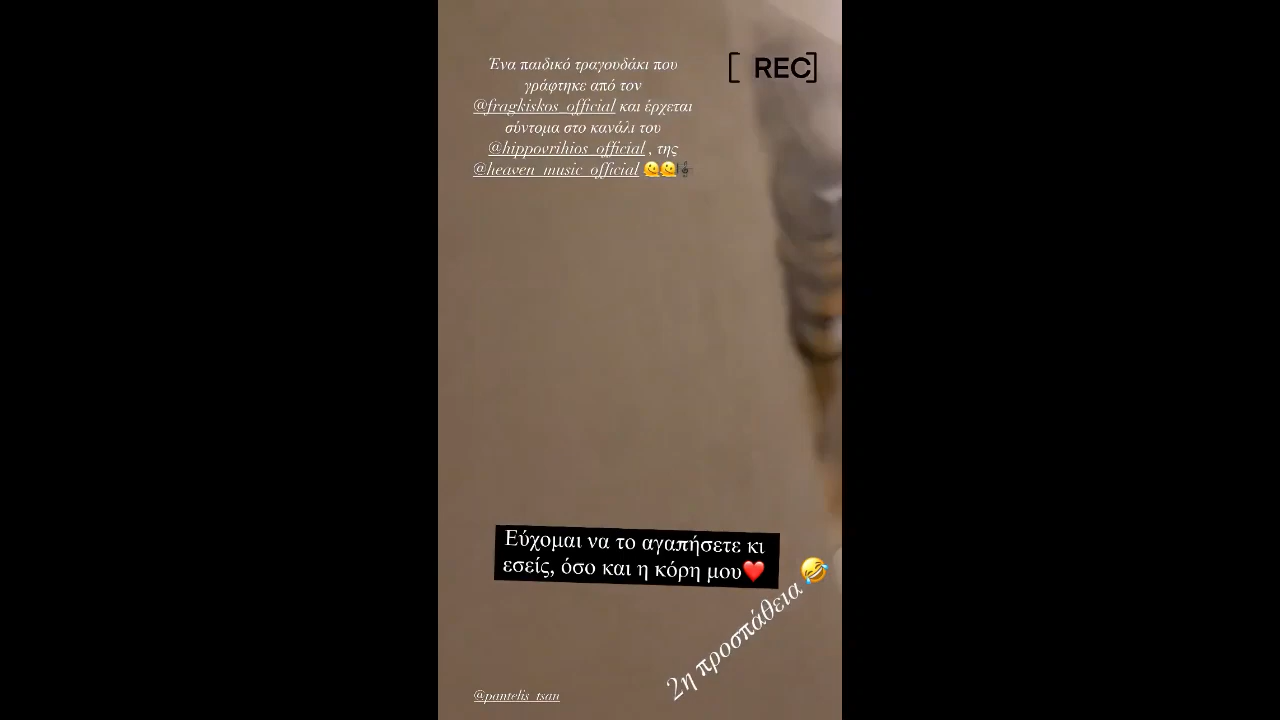 Ένα παιδικό τραγουδάκι που
γράφτηκε από τον
@fragkiskos_official και έρχεται
σύντομα στο κανάλι του
@hippovrihios_official , της
@heaven_music_official 🫠🫠🎼
[ REC]
Εύχομαι να το αγαπήσετε κι
εσείς, όσο και η κόρη μου❤️
2η προσπάθεια 🤣
@pantelis_tsan